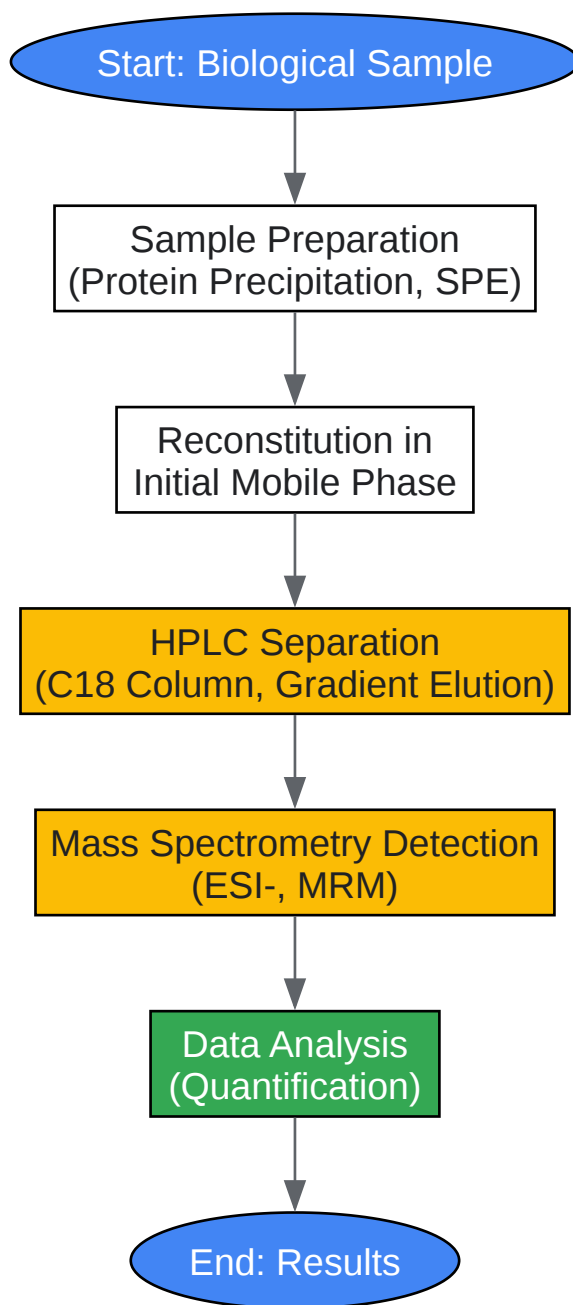 Start: Biological Sample
Sample Preparation
(Protein Precipitation, SPE)
Reconstitution in
Initial Mobile Phase
HPLC Separation
(C18 Column, Gradient Elution)
Mass Spectrometry Detection
(ESI-, MRM)
Data Analysis
(Quantification)
End: Results